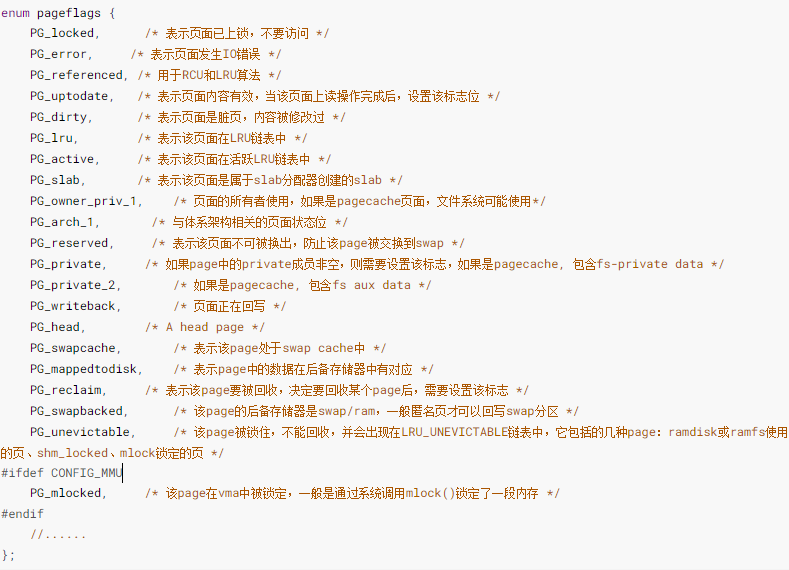 enum pageflags {
PG_locked, /* 表示页面已上锁，不要访问 */
PG_error, /* 表示页面发生IO错误 */
PG_referenced, /* 用于RCU和LRU算法 */
PG_uptodate, /* 表示页面内容有效，当该页面上读操作完成后，设置该标志位 */
PG_dirty, /* 表示页面是脏页，内容被修改过 */
PG_lru, /* 表示该页面在LRU链表中 */
PG_active, /* 表示该页面在活跃LRU链表中 */
PG_slab, /* 表示该页面是属于slab分配器创建的slab */
PG_owner_priv_1, /* 页面的所有者使用，如果是pagecache页面，文件系统可能使用*/
PG_arch_1, /* 与体系架构相关的页面状态位 */
PG_reserved, /* 表示该页面不可被换出，防止该page被交换到swap */
PG_private, /* 如果page中的private成员非空，则需要设置该标志，如果是pagecache, 包含fs-private data */
PG_private_2, /* 如果是pagecache, 包含fs aux data */
PG_writeback, /* 页面正在回写 */
PG_head, /* A head page */
PG_swapcache, /* 表示该page处于swap cache中 */
PG_mappedtodisk, /* 表示page中的数据在后备存储器中有对应 */
PG_reclaim, /* 表示该page要被回收，决定要回收某个page后，需要设置该标志 */
PG_swapbacked, /* 该page的后备存储器是swap/ram，一般匿名页才可以回写swap分区 */
PG_unevictable, /* 该page被锁住，不能回收，并会出现在LRU_UNEVICTABLE链表中，它包括的几种page：ramdisk或ramfs使用
的页、shm_locked、mlock锁定的页 */
#ifdef CONFIG_MMU
PG_mlocked, /* 该page在vma中被锁定，一般是通过系统调用mlock()锁定了一段内存 */
#endif
//......
};